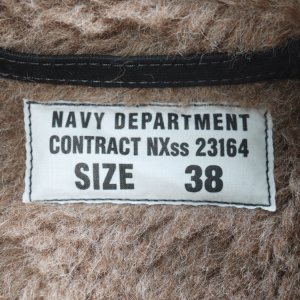 NAVY DEPARTMENT
CONTRACT NXss 23164
SIZE 38